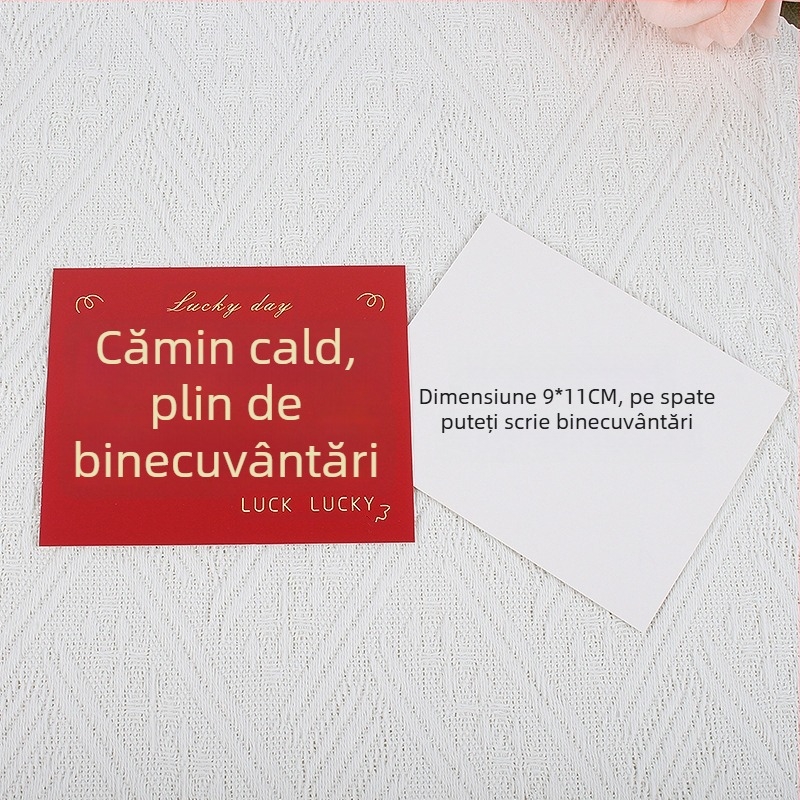 Lucky day
Cămin cald,
plin de
binecuvântări
LUCK LUCKY
Dimensiune 9*11CM, pe spate
puteți scrie binecuvântări